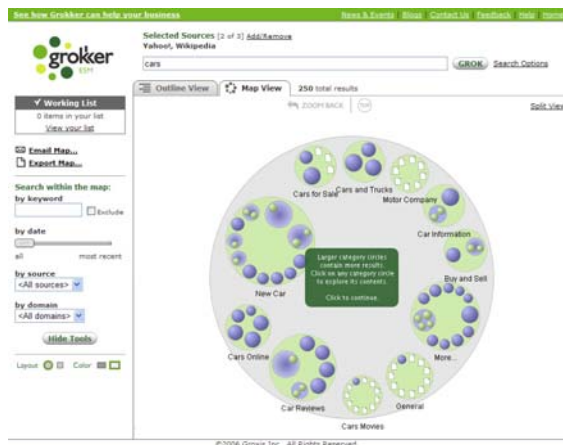 See how Grokker can help your business
News & Events | Blogs | Contact Us | Feedback | Help | Home
grokker
ESM
Selected Sources [2 of 3] Add/Remove
Yahoo!, Wikipedia
cars
GROK
Search Options
Outline View
Map View
250 total results
ZOOM BACK
TOP
Split View
Working List
0 items in your list
View your list
Email Map...
Export Map...
Search within the map:
by keyword
Exclude
by date
all
most recent
by source
<All sources>
by domain
<All domains>
Hide Tools
Layout
Color
Cars for Sale
Cars and Trucks
Motor Company
Car Information
Buy and Sell
More...
General
Cars Movies
Car Reviews
Cars Online
New Car
Larger category circles
contain more results.
Click on any category circle
to explore its contents.
Click to continue.
©2006 Groxis Inc. All Rights Reserved